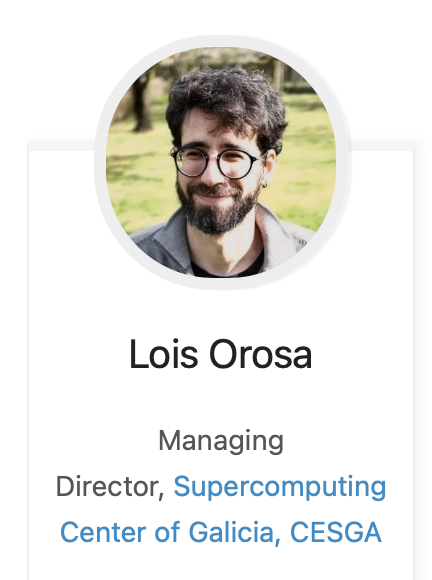 Lois Orosa
Managing
Director, Supercomputing
Center of Galicia, CESGA